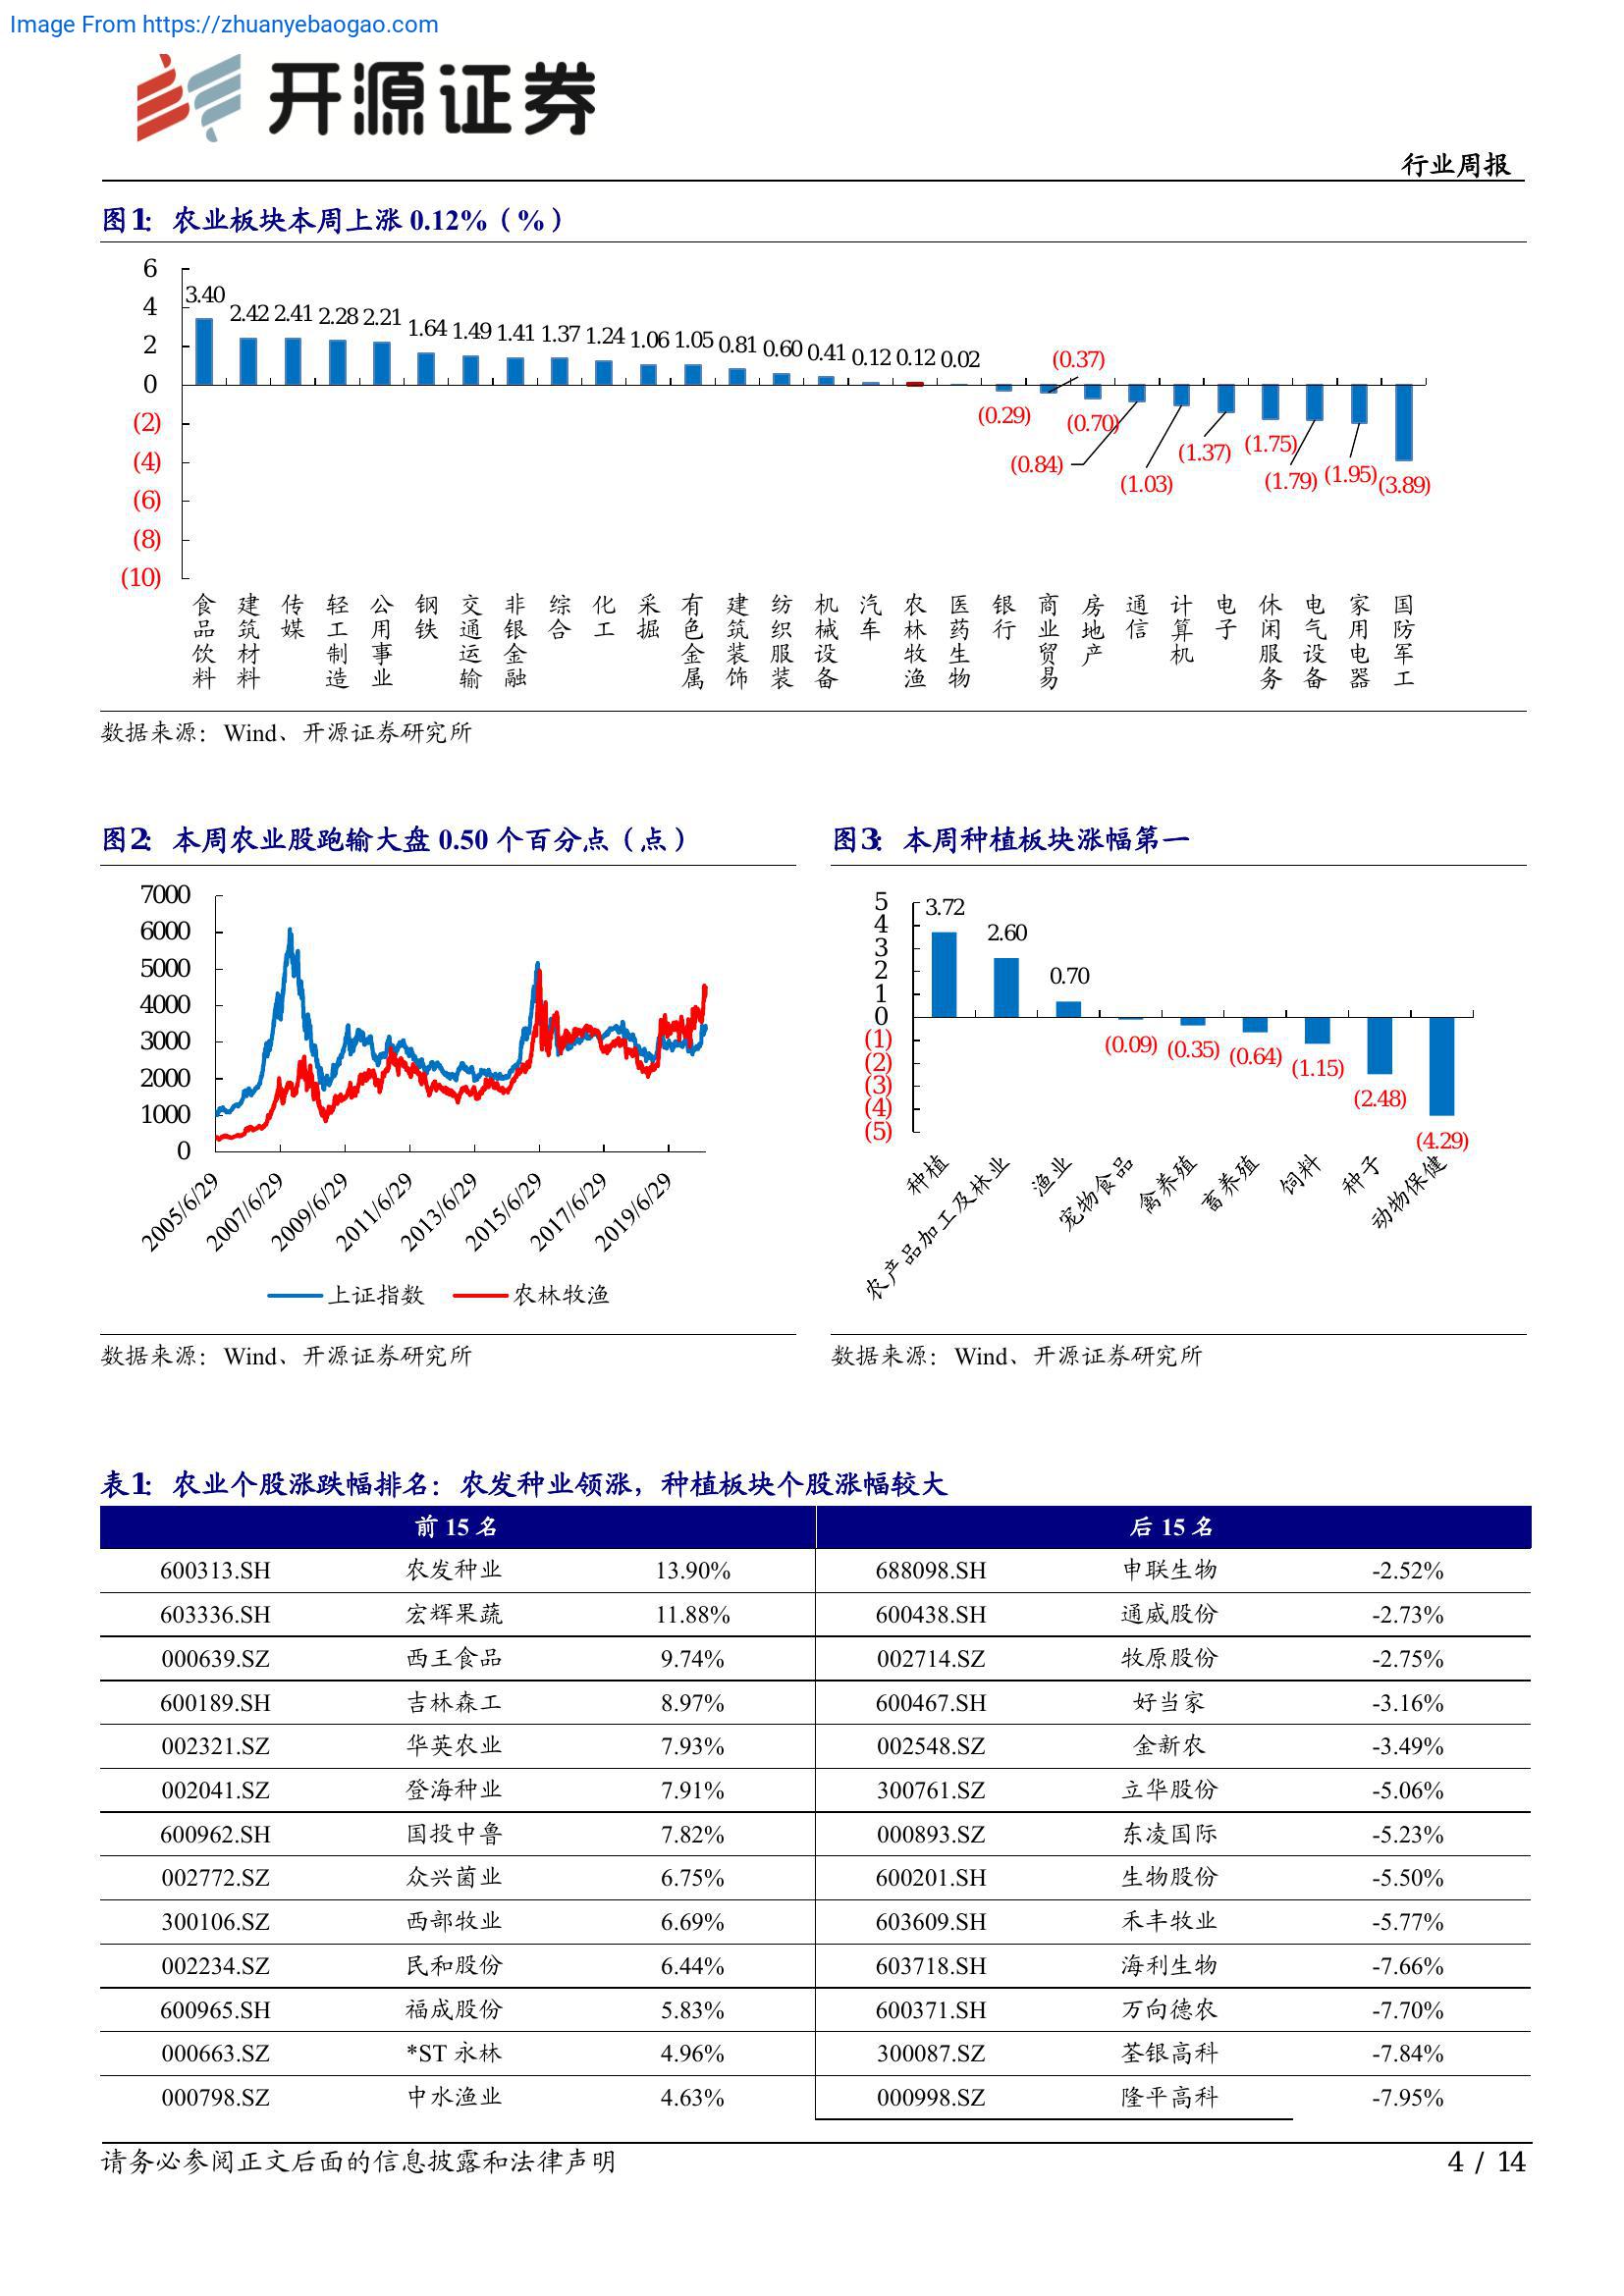 Image From https://zhuanyebaogao.com
开源证券
行业周报
图1：农业板块本周上涨 0.12%（%）
6
4
2
0
(2)
(4)
(6)
(8)
(10)
3.40 2.42 2.41 2.28 2.21 1.64 1.49 1.41 1.37 1.24 1.06 1.05 0.81 0.60 0.41 0.12 0.12 0.02 (0.29) (0.37) (0.70) (0.84) (1.03) (1.37) (1.75) (1.79) (1.95) (3.89)
食品饮料 建筑材料 传媒 轻工制造 公用事业 钢铁 交通运输 非银金融 综合 化工 采掘 有色金属 建筑装饰 纺织服装 机械设备 汽车 农林牧渔 医药生物 银行 商业贸易 房地产 通信 计算机 电子 休闲服务 电气设备 家用电器 国防军工
数据来源：Wind、开源证券研究所
图2：本周农业股跑输大盘 0.50 个百分点（点）
7000
6000
5000
4000
3000
2000
1000
0
2005/6/29 2007/6/29 2009/6/29 2011/6/29 2013/6/29 2015/6/29 2017/6/29 2019/6/29
上证指数 农林牧渔
数据来源：Wind、开源证券研究所
图3：本周种植板块涨幅第一
5
4
3
2
1
0
(1)
(2)
(3)
(4)
(5)
3.72 2.60 0.70 (0.09) (0.35) (0.64) (1.15) (2.48) (4.29)
种植 农产品加工及林业 渔业 宠物食品 禽养殖 畜养殖 饲料 种子 动物保健
数据来源：Wind、开源证券研究所
表1：农业个股涨跌幅排名：农发种业领涨，种植板块个股涨幅较大
前 15 名 后 15 名
600313.SH 农发种业 13.90% 688098.SH 申联生物 -2.52%
603336.SH 宏辉果蔬 11.88% 600438.SH 通威股份 -2.73%
000639.SZ 西王食品 9.74% 002714.SZ 牧原股份 -2.75%
600189.SH 吉林森工 8.97% 600467.SH 好当家 -3.16%
002321.SZ 华英农业 7.93% 002548.SZ 金新农 -3.49%
002041.SZ 登海种业 7.91% 300761.SZ 立华股份 -5.06%
600962.SH 国投中鲁 7.82% 000893.SZ 东凌国际 -5.23%
002772.SZ 众兴菌业 6.75% 600201.SH 生物股份 -5.50%
300106.SZ 西部牧业 6.69% 603609.SH 禾丰牧业 -5.77%
002234.SZ 民和股份 6.44% 603718.SH 海利生物 -7.66%
600965.SH 福成股份 5.83% 600371.SH 万向德农 -7.70%
000663.SZ *ST 永林 4.96% 300087.SZ 荃银高科 -7.84%
000798.SZ 中水渔业 4.63% 000998.SZ 隆平高科 -7.95%
请务必参阅正文后面的信息披露和法律声明
4 / 14